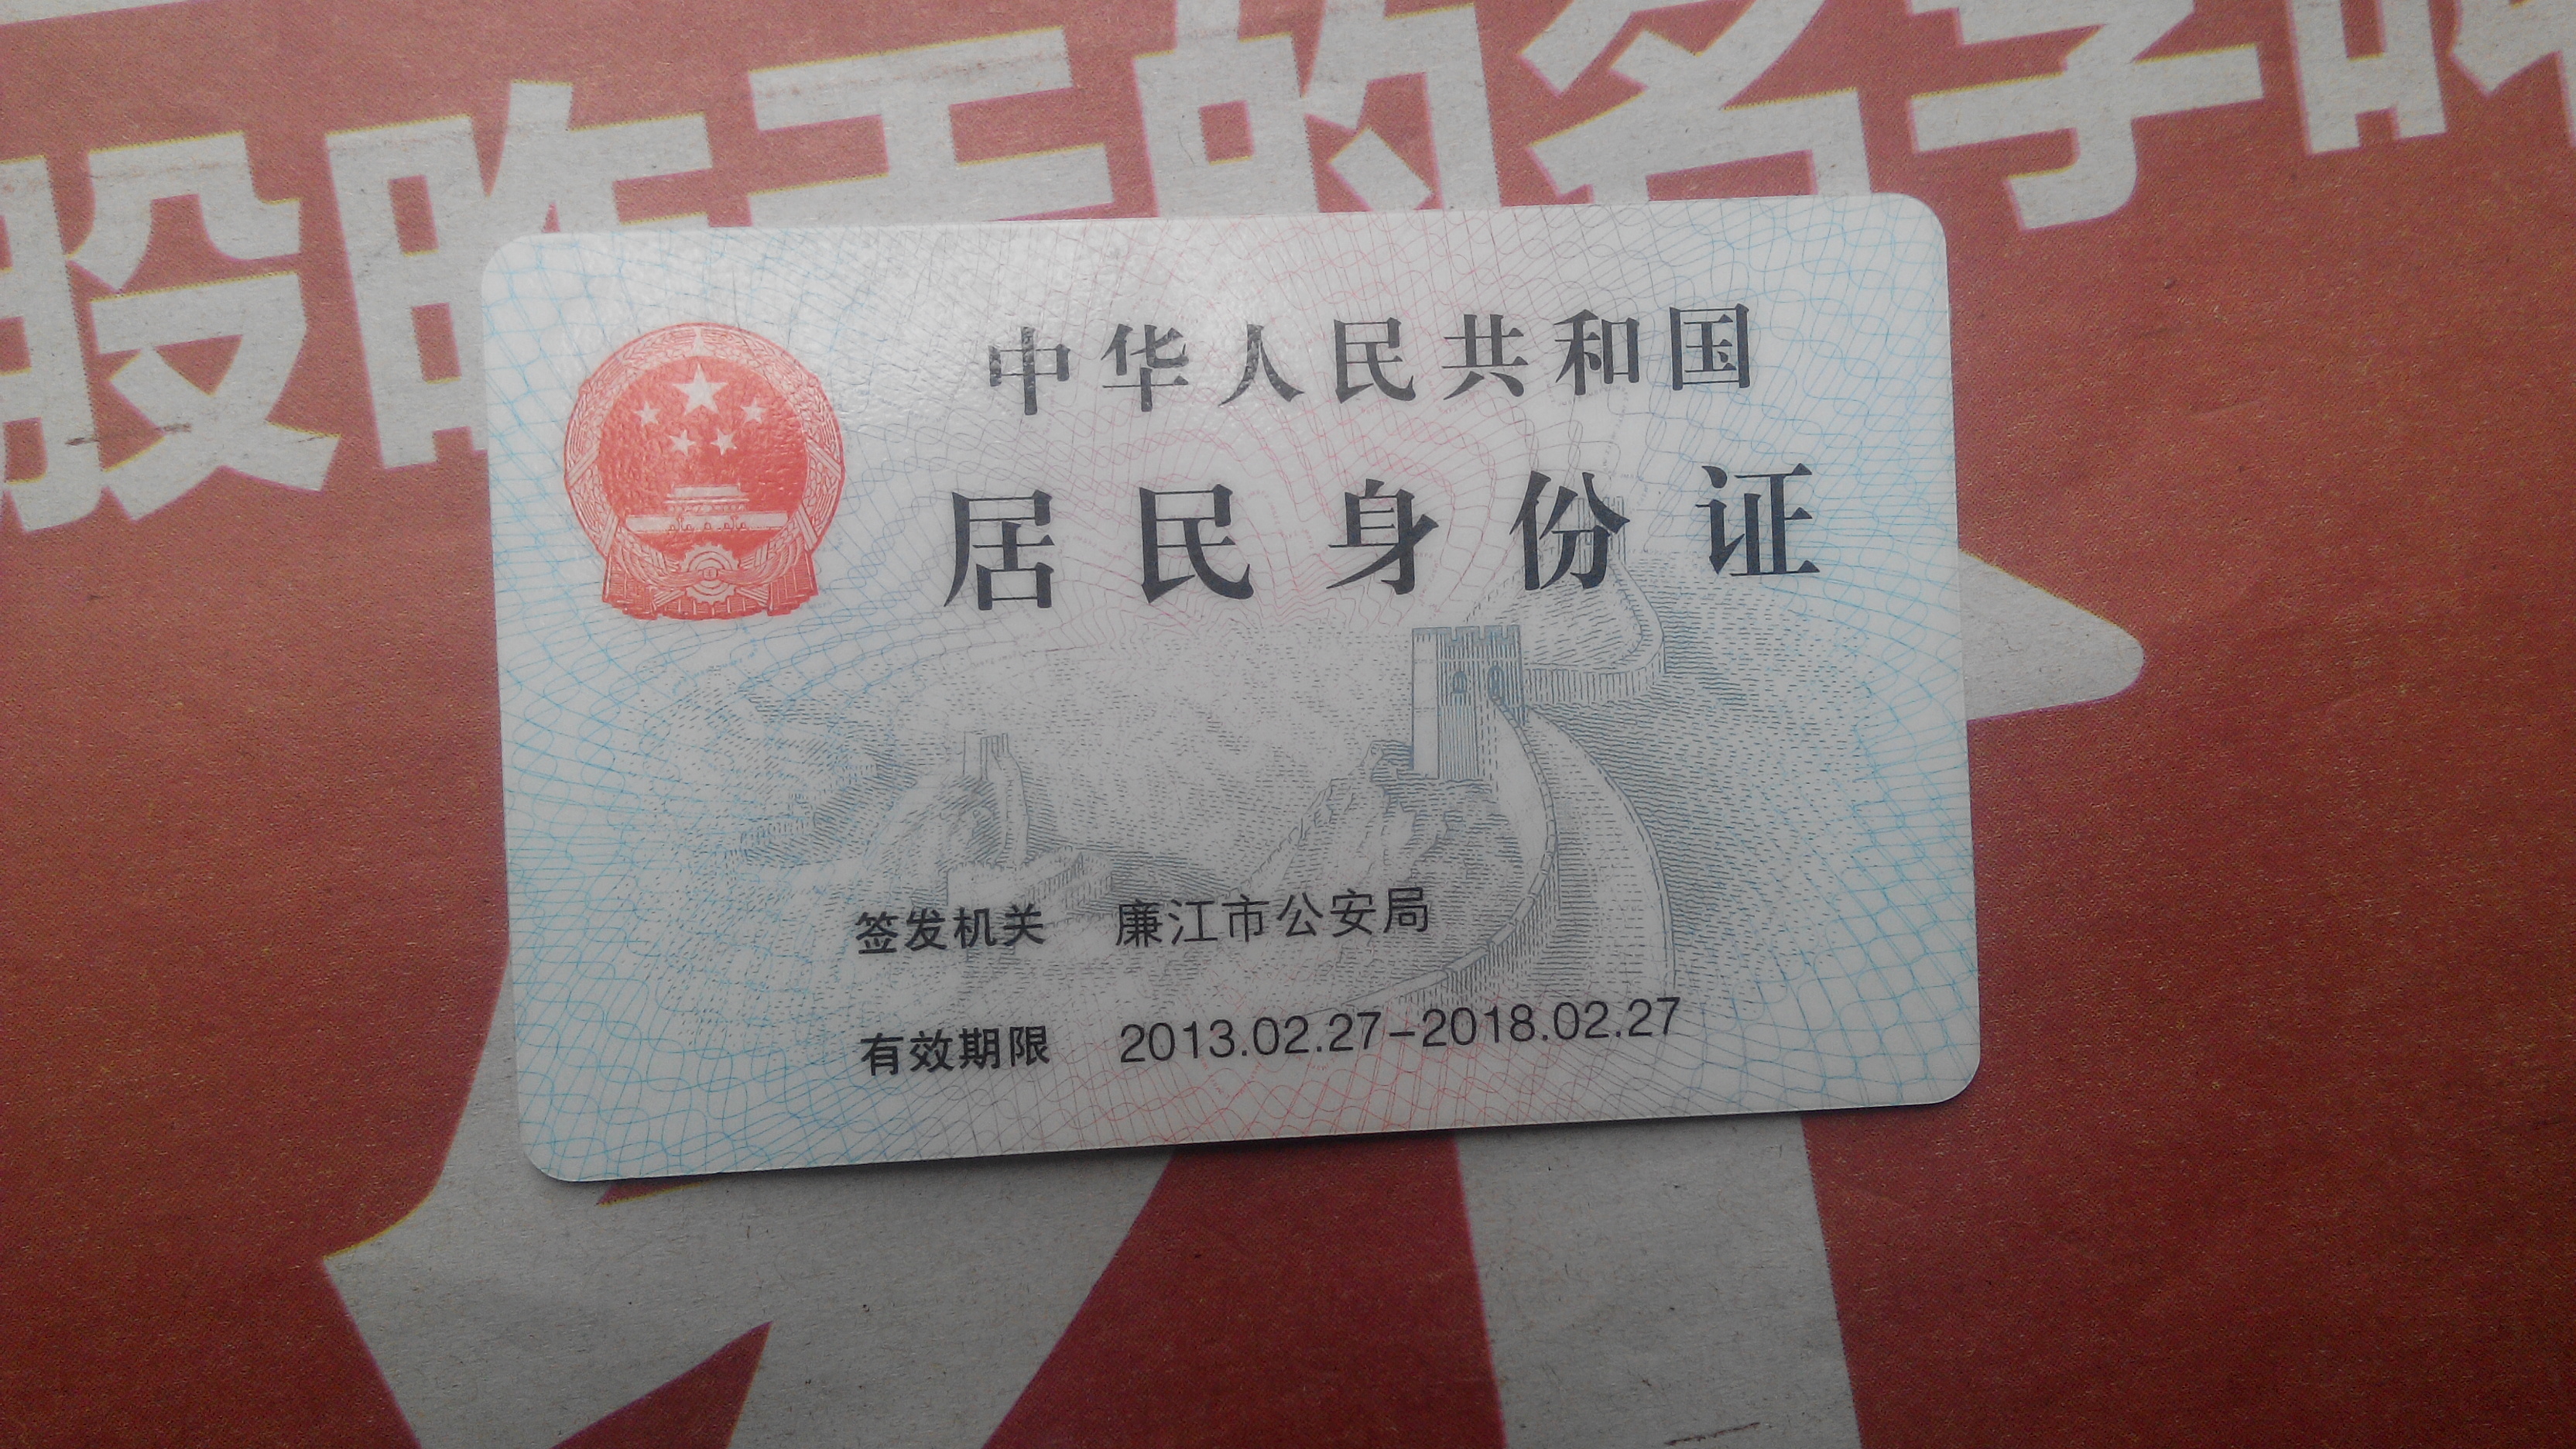 股昨天的名字
中华人民共和国
居民身份证
签发机关 廉江市公安局
有效期限 2013.02.27-2018.02.27